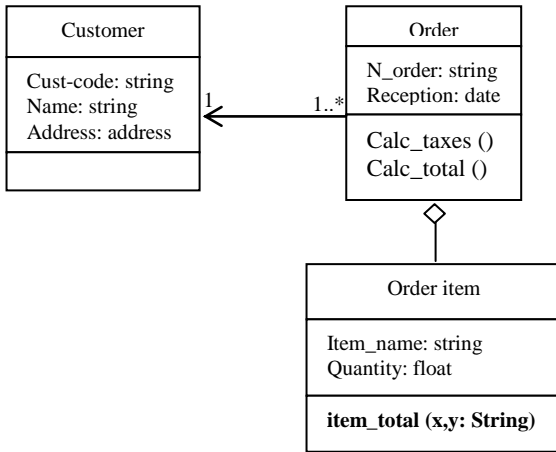 Customer
Cust-code: string
Name: string
Address: address
1
1..*
Order
N_order: string
Reception: date
Calc_taxes ()
Calc_total ()
Order item
Item_name: string
Quantity: float
item_total (x,y: String)